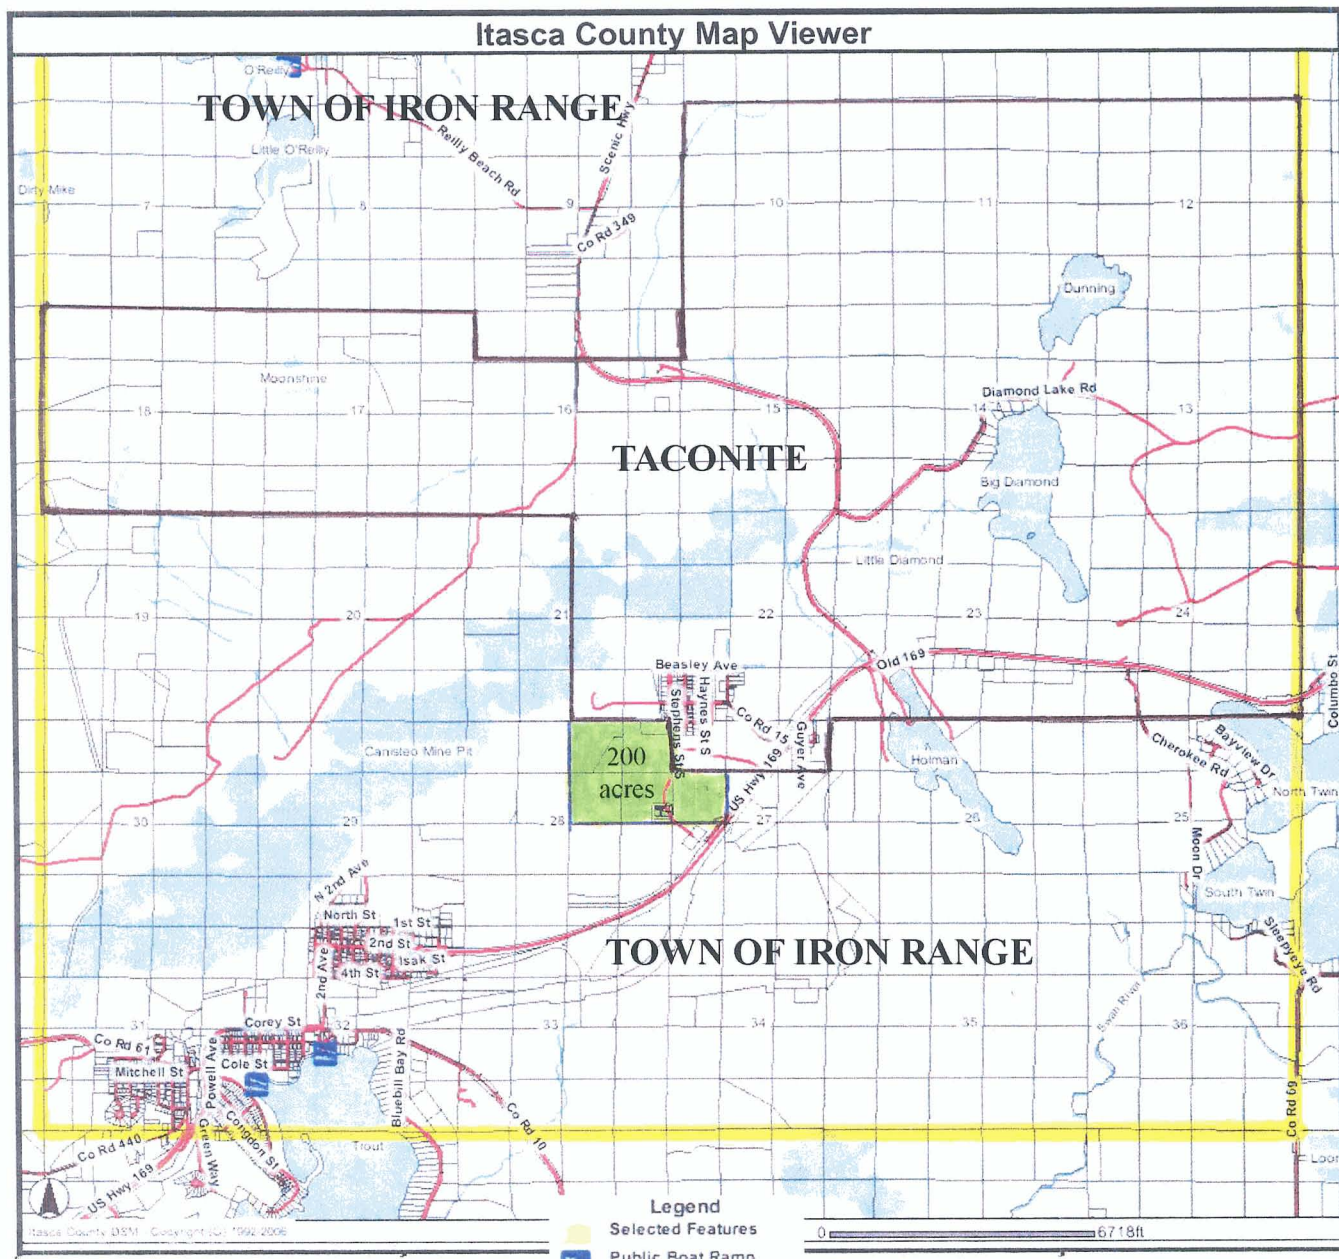 Itasca County Map Viewer
O'Reilly
TOWN OF IRON RANGE
Scenic Hwy
Reilly Beach Rd
Little O'Reilly
Dirty Mike
7
8
9
10
11
12
Co Rd 349
Dunning
Moonshine
Diamond Lake Rd
18
17
16
15
14
13
TACONITE
Big Diamond
Little Diamond
19
20
21
22
23
24
Beasley Ave
Old 169
Columbo St
Stephens St S
Haynes St S
Co Rd 15
Guyer Ave
Canisteo Mine Pit
200
acres
US Hwy 169
Holman
Bayview Dr
Cherokee Rd
North Twin
30
29
28
27
26
25
Moon Dr
N 2nd Ave
South Twin
North St
1st St
2nd St
Isak St
4th St
2nd Ave
TOWN OF IRON RANGE
Sleepyeye Rd
Swan River
31
32
33
34
35
36
Corey St
Co Rd 61
Cole St
Mitchell St
Powell Ave
Bluebill Bay Rd
Co Rd 10
Co Rd 69
Congdon St
Green Way
Trout
Co Rd 440
US Hwy 169
Loon
Legend
Selected Features
Public Boat Ramp
0
6718ft
Itasca County DSM Copyright (C) 1992-2006